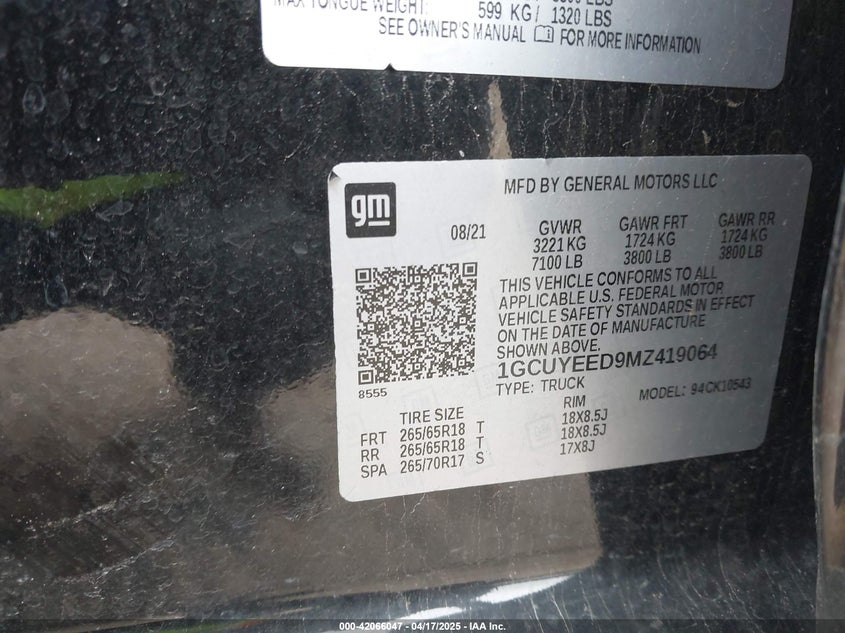 MAX TONGUE WEIGHT:
599 KG/ 1320 LBS
SEE OWNER'S MANUAL FOR MORE INFORMATION
gm
MFD BY GENERAL MOTORS LLC
08/21
GVWR GAWR FRT GAWR RR
3221 KG 1724 KG 1724 KG
7100 LB 3800 LB 3800 LB
THIS VEHICLE CONFORMS TO ALL
APPLICABLE U.S. FEDERAL MOTOR
VEHICLE SAFETY STANDARDS IN EFFECT
ON THE DATE OF MANUFACTURE
SHOWN ABOVE.
1GCUYEED9MZ419064
8555
TYPE: TRUCK MODEL: 94CK10543
TIRE SIZE RIM
FRT 265/65R18 T 18X8.5J
RR 265/65R18 T 18X8.5J
SPA 265/70R17 S 17X8J
000-42066047 - 04/17/2025 - IAA Inc.